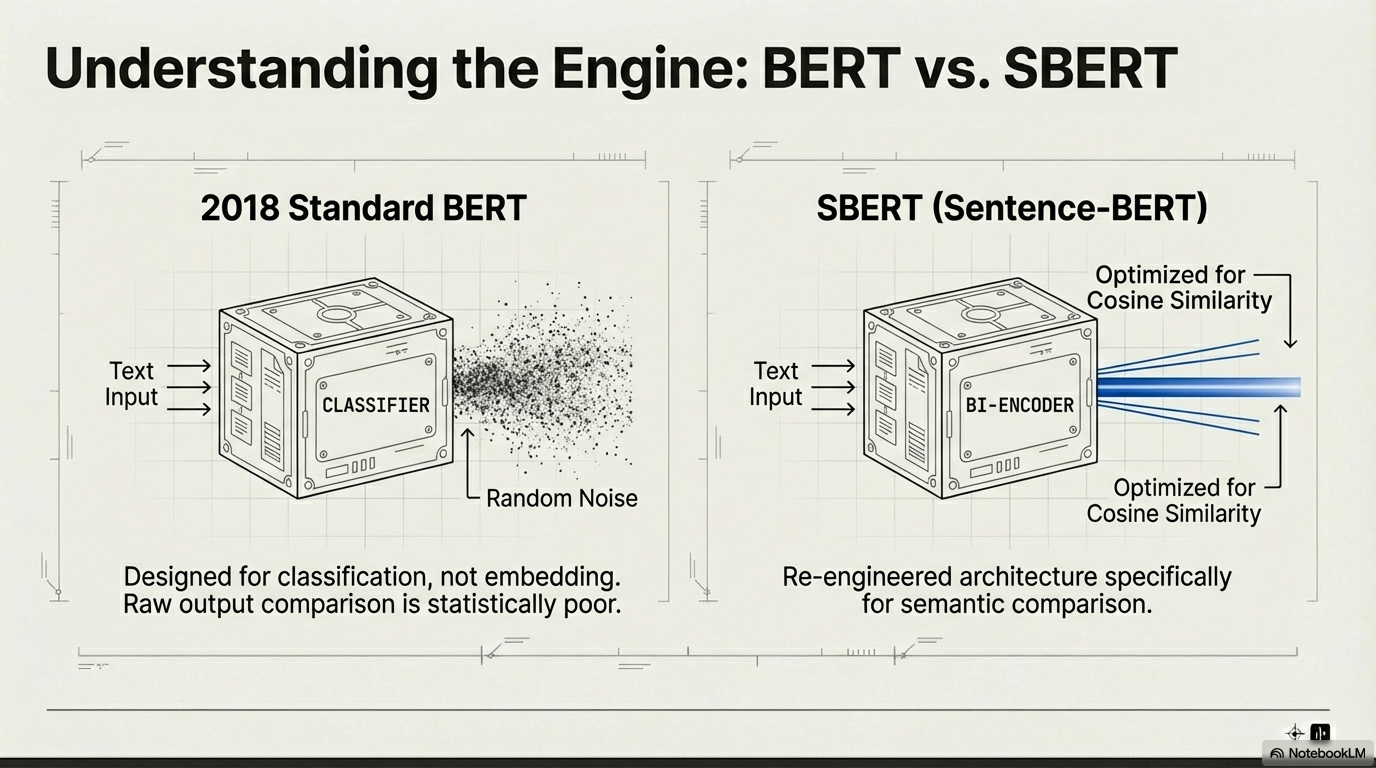 Understanding the Engine: BERT vs. SBERT
2018 Standard BERT
Text
Input
CLASSIFIER
Random Noise
Designed for classification, not embedding.
Raw output comparison is statistically poor.
SBERT (Sentence-BERT)
Optimized for
Cosine Similarity
Text
Input
BI-ENCODER
Optimized for
Cosine Similarity
Re-engineered architecture specifically
for semantic comparison.
NotebookLM